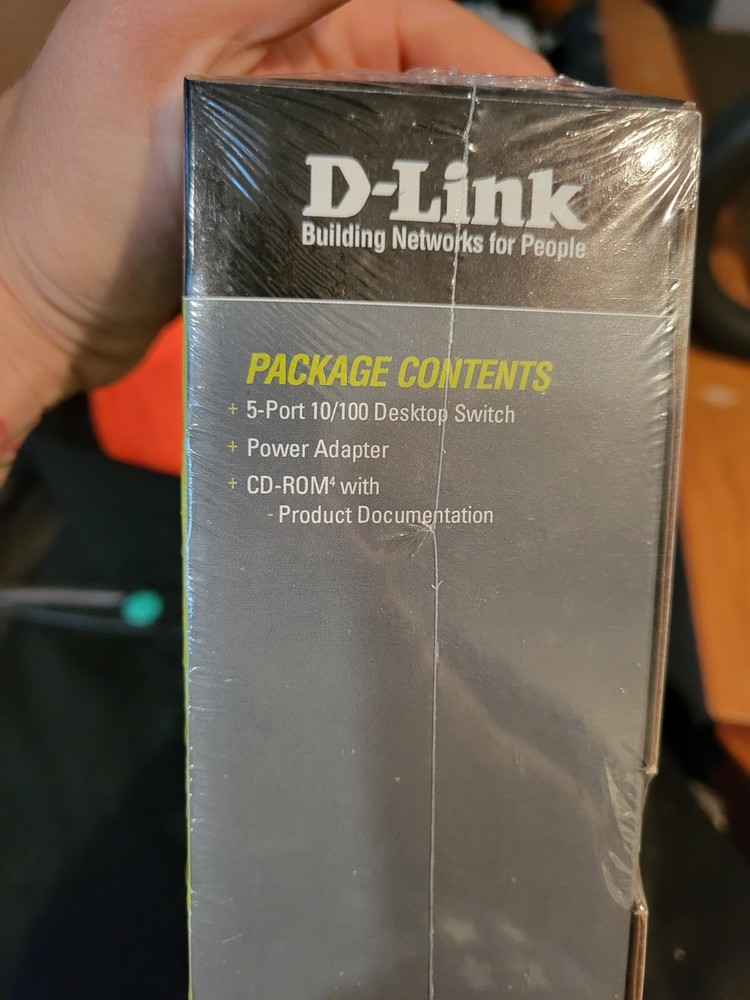 D-Link®
Building Networks for People
PACKAGE CONTENTS
+ 5-Port 10/100 Desktop Switch
+ Power Adapter
+ CD-ROM⁴ with
- Product Documentation